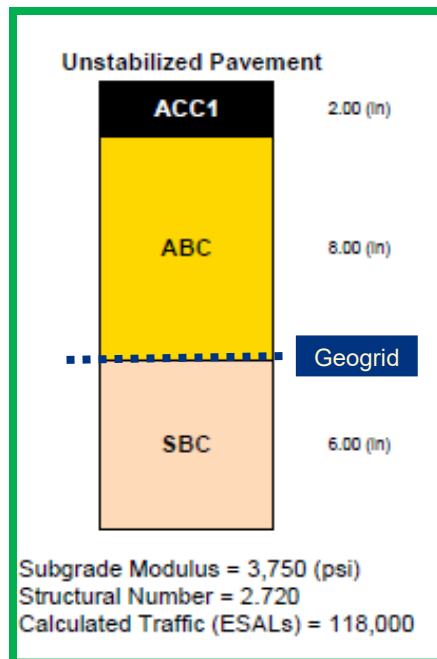 Unstabilized Pavement
ACC1 2.00 (in)
ABC 8.00 (in)
Geogrid
SBC 6.00 (in)
Subgrade Modulus = 3,750 (psi)
Structural Number = 2.720
Calculated Traffic (ESALs) = 118,000